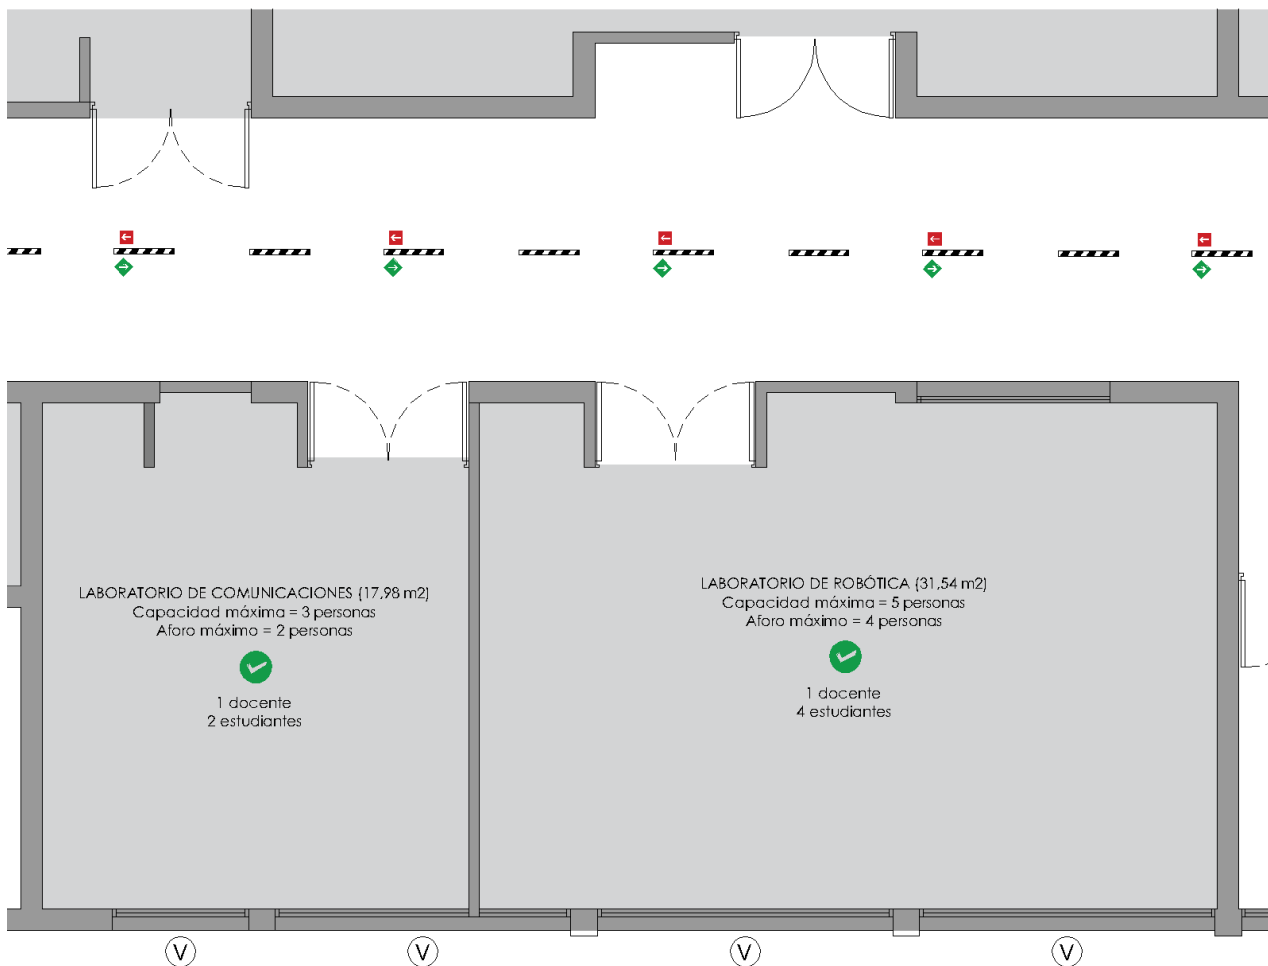 LABORATORIO DE COMUNICACIONES (17,98 m2)
Capacidad máxima = 3 personas
Aforo máximo = 2 personas
1 docente
2 estudiantes
LABORATORIO DE ROBÓTICA (31,54 m2)
Capacidad máxima = 5 personas
Aforo máximo = 4 personas
1 docente
4 estudiantes
V V V V